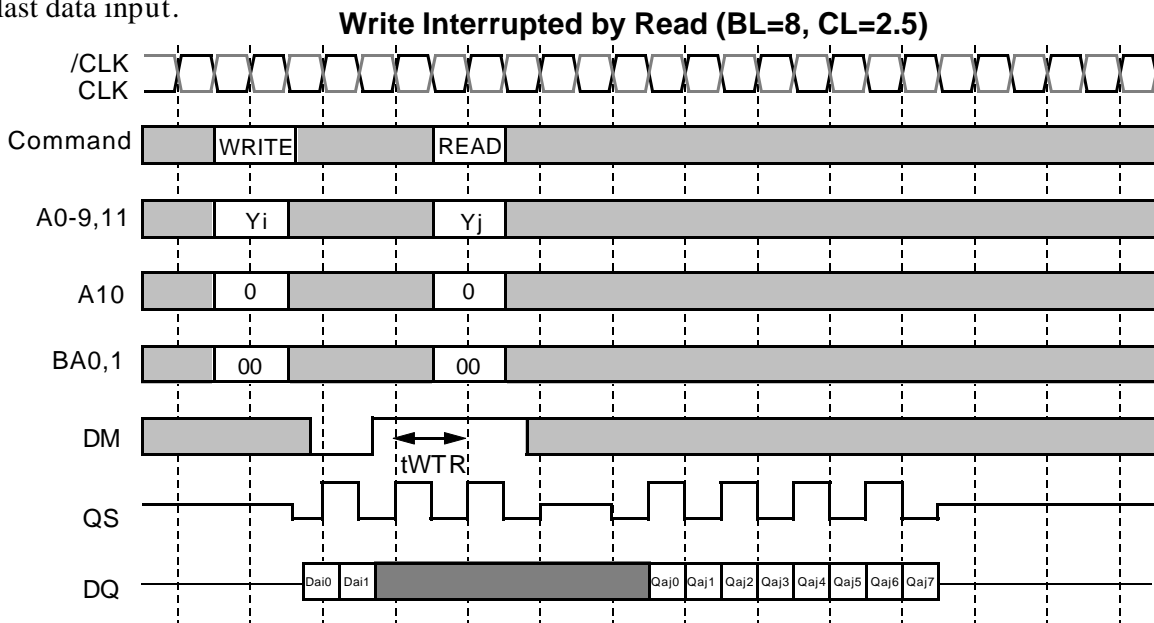 last data input.
Write Interrupted by Read (BL=8, CL=2.5)
/CLK
CLK
Command WRITE READ
A0-9,11 Yi Yj
A10 0 0
BA0,1 00 00
DM
tWTR
QS
DQ Dai0 Dai1 Qaj0 Qaj1 Qaj2 Qaj3 Qaj4 Qaj5 Qaj6 Qaj7